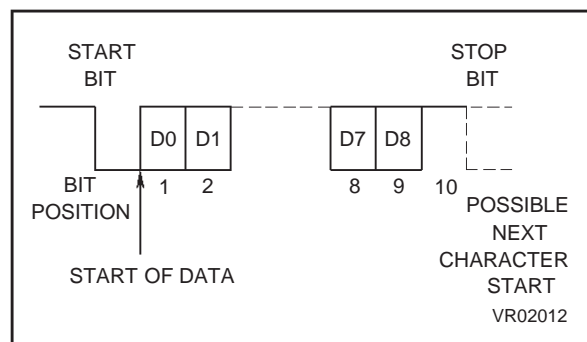 START
BIT
STOP
BIT
D0 D1 D7 D8
BIT
POSITION
1 2 8 9 10
POSSIBLE
NEXT
CHARACTER
START
START OF DATA
VR02012